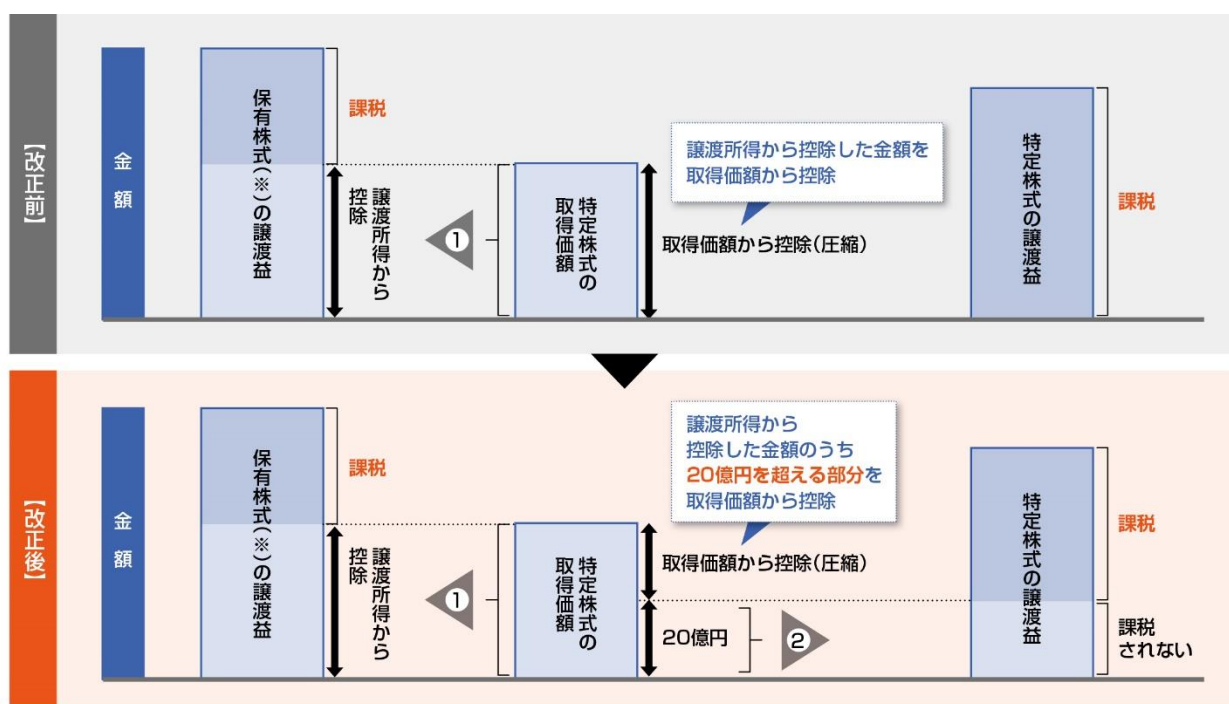 【改正前】
金額
保有株式(※)の譲渡益
課税
譲渡所得から
控除
1
特定株式の
取得価額
譲渡所得から控除した金額を
取得価額から控除
取得価額から控除(圧縮)
特定株式の譲渡益
課税
【改正後】
金額
保有株式(※)の譲渡益
課税
譲渡所得から
控除
1
特定株式の
取得価額
譲渡所得から
控除した金額のうち
20億円を超える部分を
取得価額から控除
取得価額から控除(圧縮)
20億円
2
特定株式の譲渡益
課税
課税
されない